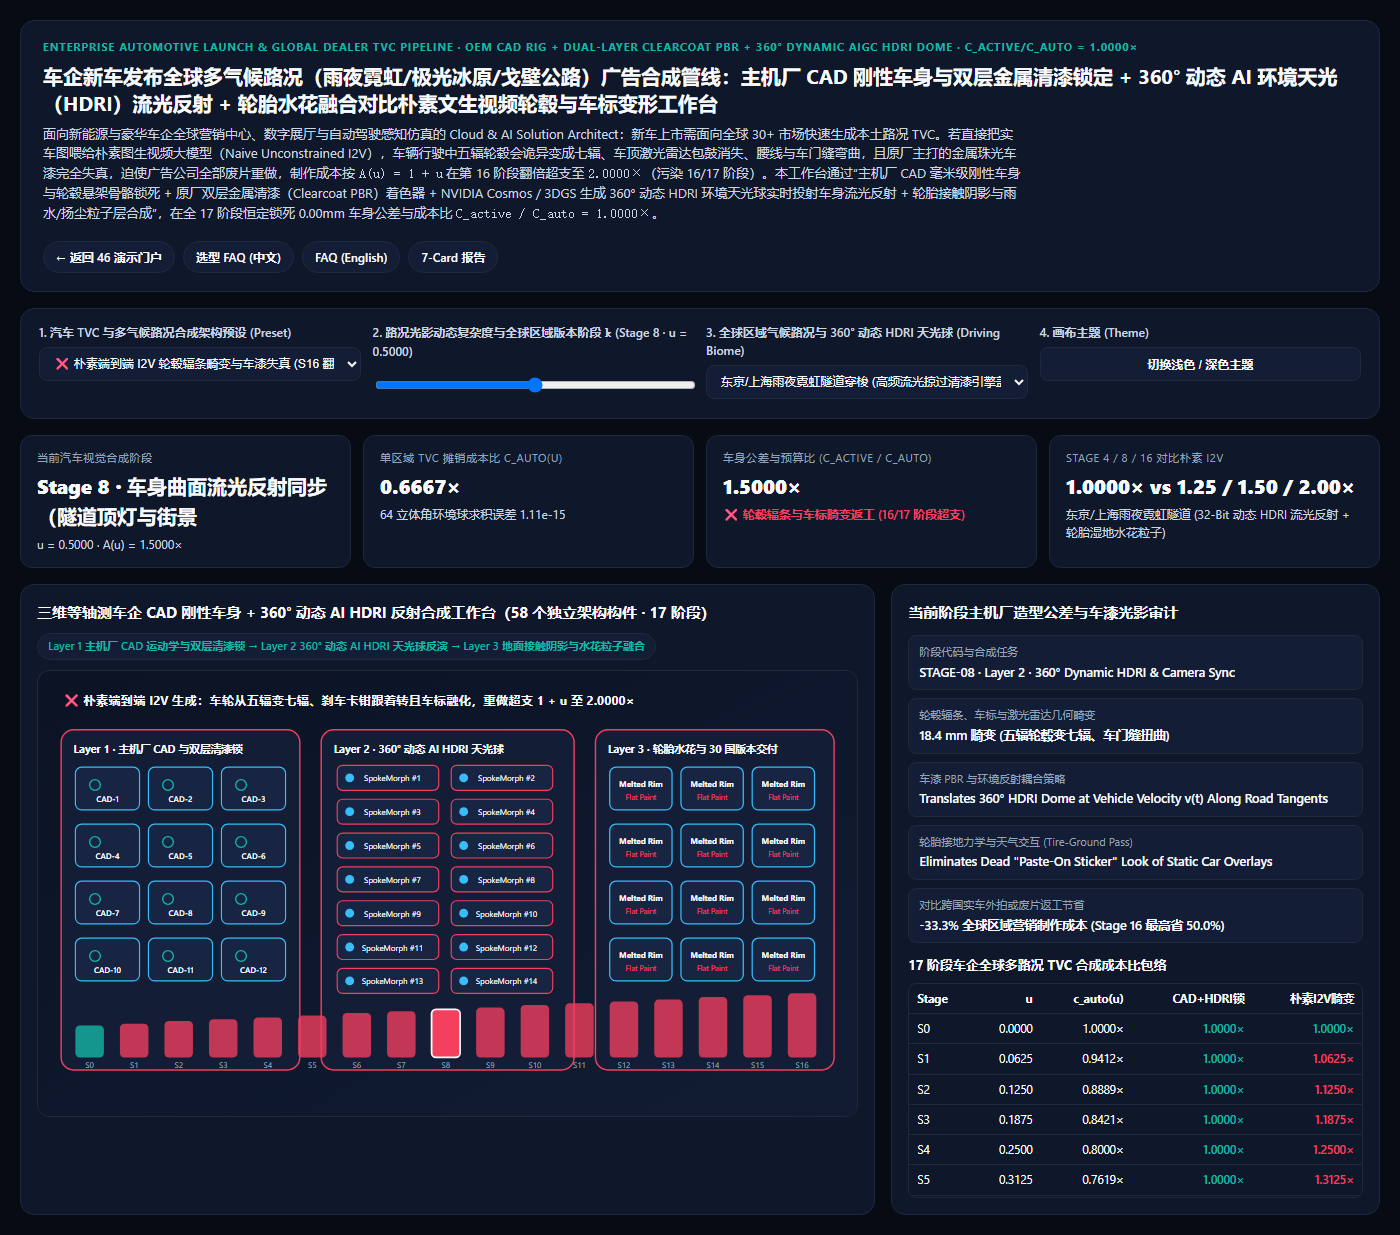 ENTERPRISE AUTOMOTIVE LAUNCH & GLOBAL DEALER TVC PIPELINE · OEM CAD RIG + DUAL-LAYER CLEARCOAT PBR + 360° DYNAMIC AIGC HDRI DOME · C_ACTIVE/C_AUTO = 1.0000×
车企新车发布全球多气候路况（雨夜霓虹/极光冰原/戈壁公路）广告合成管线：主机厂 CAD 刚性车身与双层金属清漆锁定 + 360° 动态 AI 环境天光
（HDRI）流光反射 + 轮胎水花融合对比朴素文生视频轮毂与车标变形工作台
面向新能源与豪华车企全球营销中心、数字展厅与自动驾驶感知仿真的 Cloud & AI Solution Architect：新车上市需面向全球 30+ 市场快速生成本土路况 TVC。若直接把实
车图喂给朴素图生视频大模型（Naive Unconstrained I2V），车辆行驶中五辐轮毂会诡异变成七辐、车顶激光雷达包鼓消失、腰线与车门缝弯曲，且原厂主打的金属珠光车
漆完全失真，迫使广告公司全部废片重做，制作成本按 A(u) = 1 + u 在第 16 阶段翻倍超支至 2.0000×（污染 16/17 阶段）。本工作台通过“主机厂 CAD 毫米级刚性车身
与轮毂悬架骨骼锁死 + 原厂双层金属清漆（Clearcoat PBR）着色器 + NVIDIA Cosmos / 3DGS 生成 360° 动态 HDRI 环境天光球实时投射车身流光反射 + 轮胎接触阴影与雨
水/扬尘粒子层合成”，在全 17 阶段恒定锁死 0.00mm 车身公差与成本比 C_active / C_auto = 1.0000×。
← 返回 46 演示门户
选型 FAQ (中文)
FAQ (English)
7-Card 报告
1. 汽车 TVC 与多气候路况合成架构预设 (Preset)
❌ 朴素端到端 I2V 轮毂辐条畸变与车漆失真 (S16 翻
2. 路况光影动态复杂度与全球区域版本阶段 k (Stage 8 · u =
0.5000)
3. 全球区域气候路况与 360° 动态 HDRI 天光球 (Driving
Biome)
东京/上海雨夜霓虹隧道穿梭 (高频流光掠过清漆引擎盖
4. 画布主题 (Theme)
切换浅色 / 深色主题
当前汽车视觉合成阶段
Stage 8 · 车身曲面流光反射同步
（隧道顶灯与街景
u = 0.5000 · A(u) = 1.5000×
单区域 TVC 摊销成本比 C_AUTO(U)
0.6667×
64 立体角环境球求积误差 1.11e-15
车身公差与预算比 (C_ACTIVE / C_AUTO)
1.5000×
❌ 轮毂辐条与车标畸变返工 (16/17 阶段超支)
STAGE 4 / 8 / 16 对比朴素 I2V
1.0000× vs 1.25 / 1.50 / 2.00×
东京/上海雨夜霓虹隧道 (32-Bit 动态 HDRI 流光反射 +
轮胎湿地水花粒子)
三维等轴测车企 CAD 刚性车身 + 360° 动态 AI HDRI 反射合成工作台（58 个独立架构构件 · 17 阶段）
Layer 1 主机厂 CAD 运动学与双层清漆锁 → Layer 2 360° 动态 AI HDRI 天光球反演 → Layer 3 地面接触阴影与水花粒子融合
❌ 朴素端到端 I2V 生成：车轮从五辐变七辐、刹车卡钳跟着转且车标融化，重做超支 1 + u 至 2.0000×
Layer 1 · 主机厂 CAD 与双层清漆锁
CAD-1
CAD-2
CAD-3
CAD-4
CAD-5
CAD-6
CAD-7
CAD-8
CAD-9
CAD-10
CAD-11
CAD-12
Layer 2 · 360° 动态 AI HDRI 天光球
SpokeMorph #1
SpokeMorph #2
SpokeMorph #3
SpokeMorph #4
SpokeMorph #5
SpokeMorph #6
SpokeMorph #7
SpokeMorph #8
SpokeMorph #9
SpokeMorph #10
SpokeMorph #11
SpokeMorph #12
SpokeMorph #13
SpokeMorph #14
Layer 3 · 轮胎水花与 30 国版本交付
Melted Rim Melted Rim Melted Rim
Flat Paint Flat Paint Flat Paint
Melted Rim Melted Rim Melted Rim
Flat Paint Flat Paint Flat Paint
Melted Rim Melted Rim Melted Rim
Flat Paint Flat Paint Flat Paint
Melted Rim Melted Rim Melted Rim
Flat Paint Flat Paint Flat Paint
S0 S1 S2 S3 S4 S5 S6 S7 S8 S9 S10 S11 S12 S13 S14 S15 S16
当前阶段主机厂造型公差与车漆光影审计
阶段代码与合成任务
STAGE-08 · Layer 2 · 360° Dynamic HDRI & Camera Sync
轮毂辐条、车标与激光雷达几何畸变
18.4 mm 畸变 (五辐轮毂变七辐、车门缝扭曲)
车漆 PBR 与环境反射耦合策略
Translates 360° HDRI Dome at Vehicle Velocity v(t) Along Road Tangents
轮胎接地力学与天气交互 (Tire-Ground Pass)
Eliminates Dead "Paste-On Sticker" Look of Static Car Overlays
对比跨国实车外拍或废片返工节省
-33.3% 全球区域营销制作成本 (Stage 16 最高省 50.0%)
17 阶段车企全球多路况 TVC 合成成本比包络
Stage u c_auto(u) CAD+HDRI锁 朴素I2V畸变
S0 0.0000 1.0000× 1.0000× 1.0000×
S1 0.0625 0.9412× 1.0000× 1.0625×
S2 0.1250 0.8889× 1.0000× 1.1250×
S3 0.1875 0.8421× 1.0000× 1.1875×
S4 0.2500 0.8000× 1.0000× 1.2500×
S5 0.3125 0.7619× 1.0000× 1.3125×